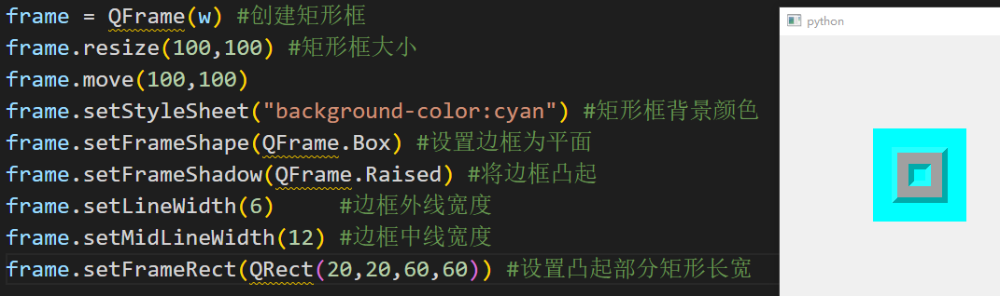 frame = QFrame(w) #创建矩形框
frame.resize(100,100) #矩形框大小
frame.move(100,100)
frame.setStyleSheet("background-color:cyan") #矩形框背景颜色
frame.setFrameShape(QFrame.Box) #设置边框为平面
frame.setFrameShadow(QFrame.Raised) #将边框凸起
frame.setLineWidth(6) #边框外线宽度
frame.setMidLineWidth(12) #边框中线宽度
frame.setFrameRect(QRect(20,20,60,60)) #设置凸起部分矩形长宽
python